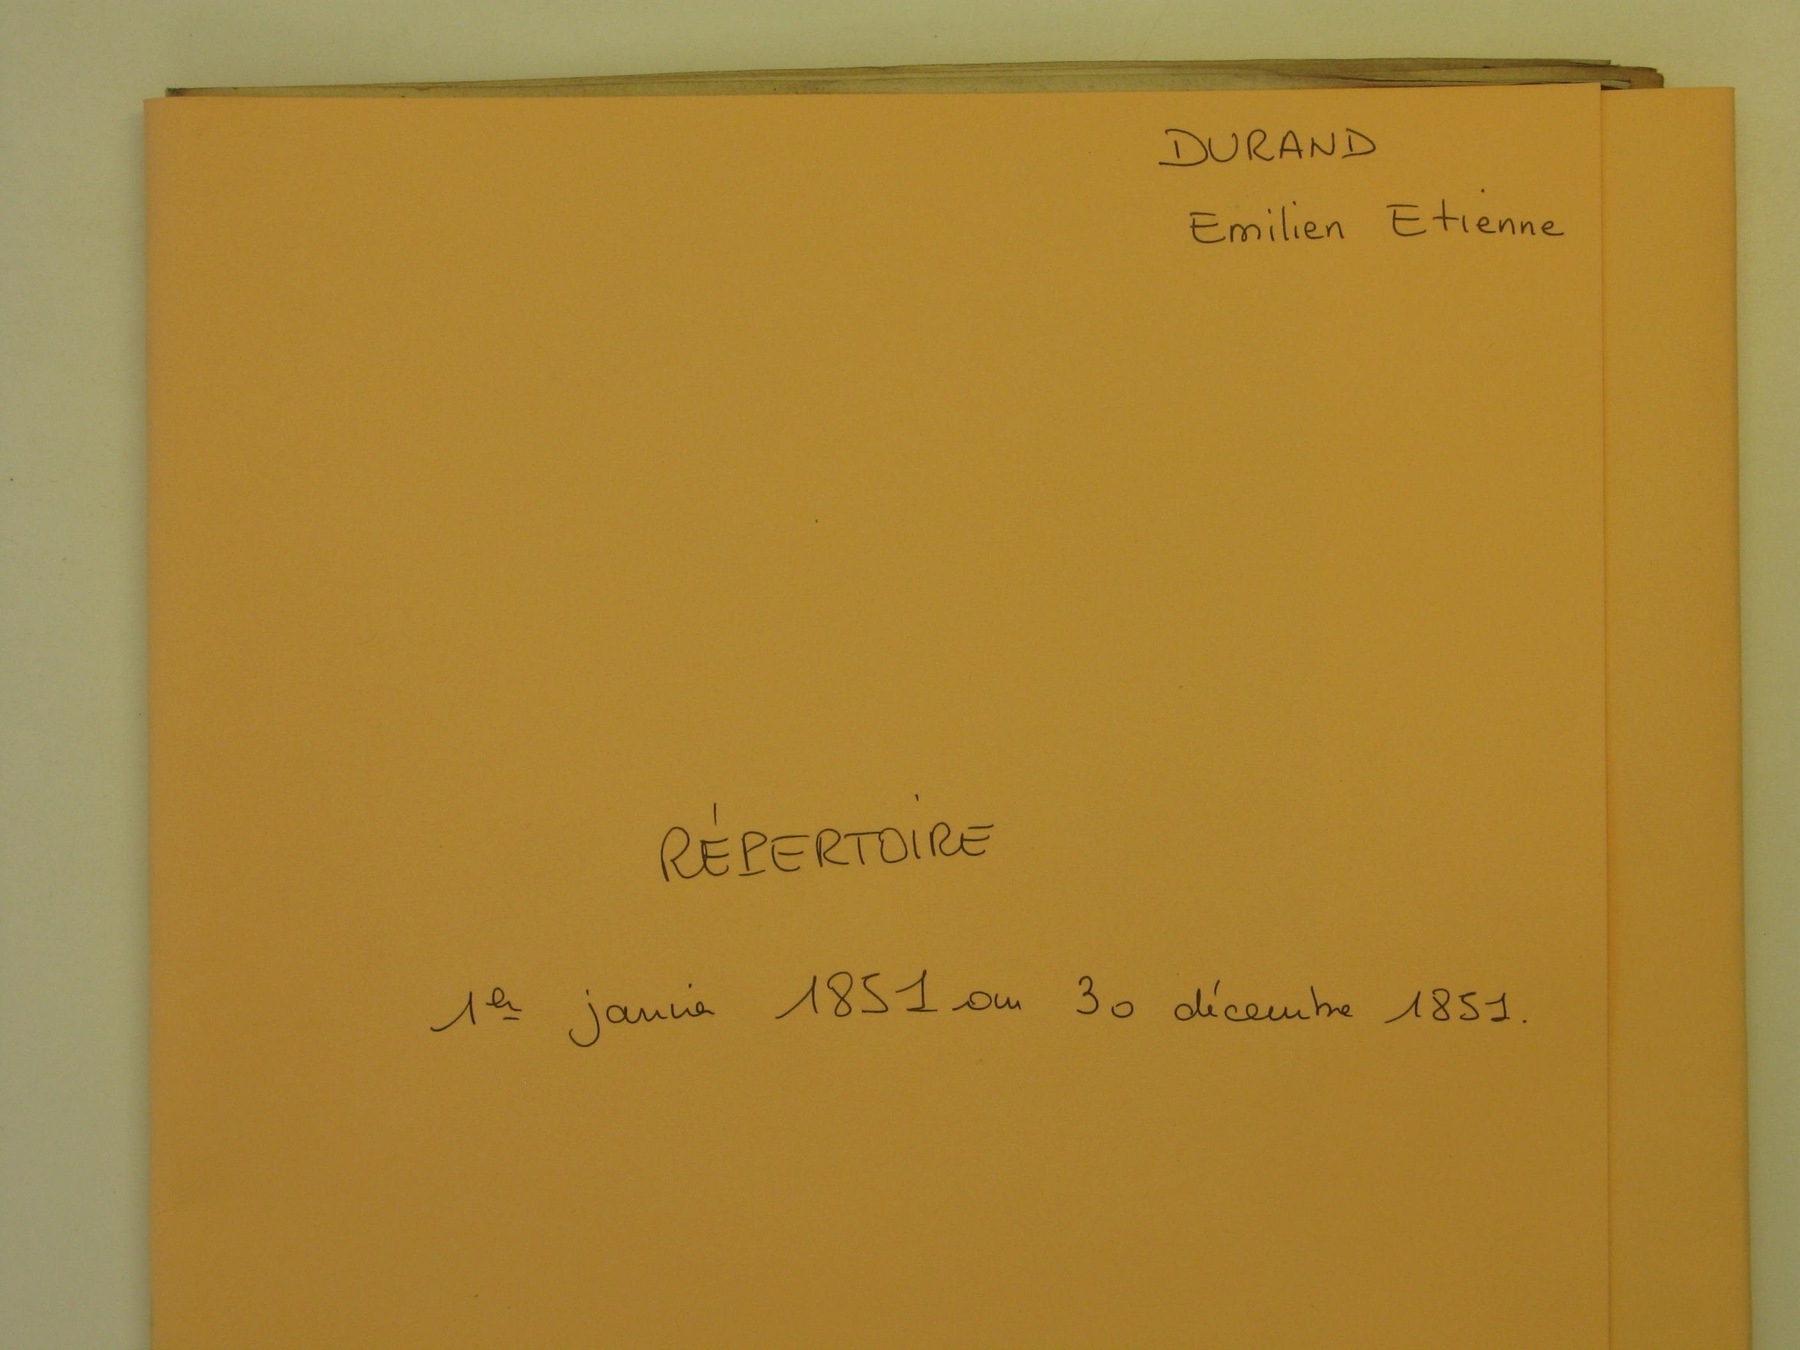 DURAND
Emilien Etienne
RÉPERTOIRE
1er janvier 1851 au 30 décembre 1851.